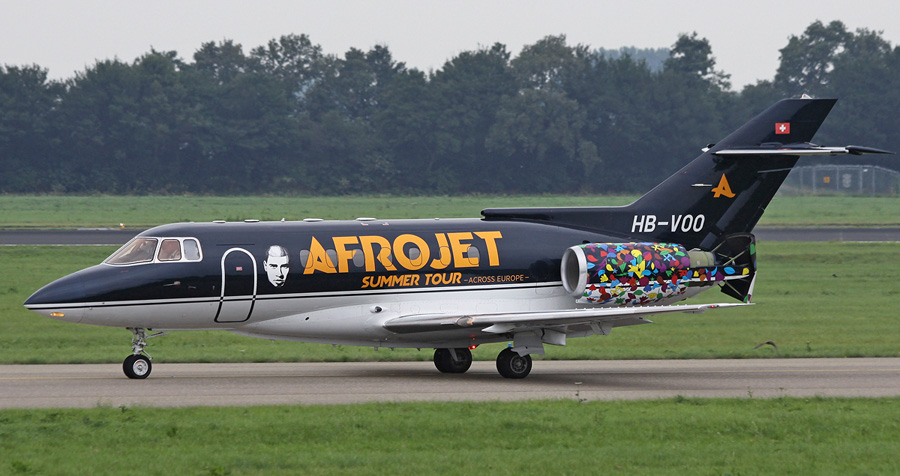 HB-VOO
AFROJET
SUMMER TOUR -ACROSS EUROPE-
A